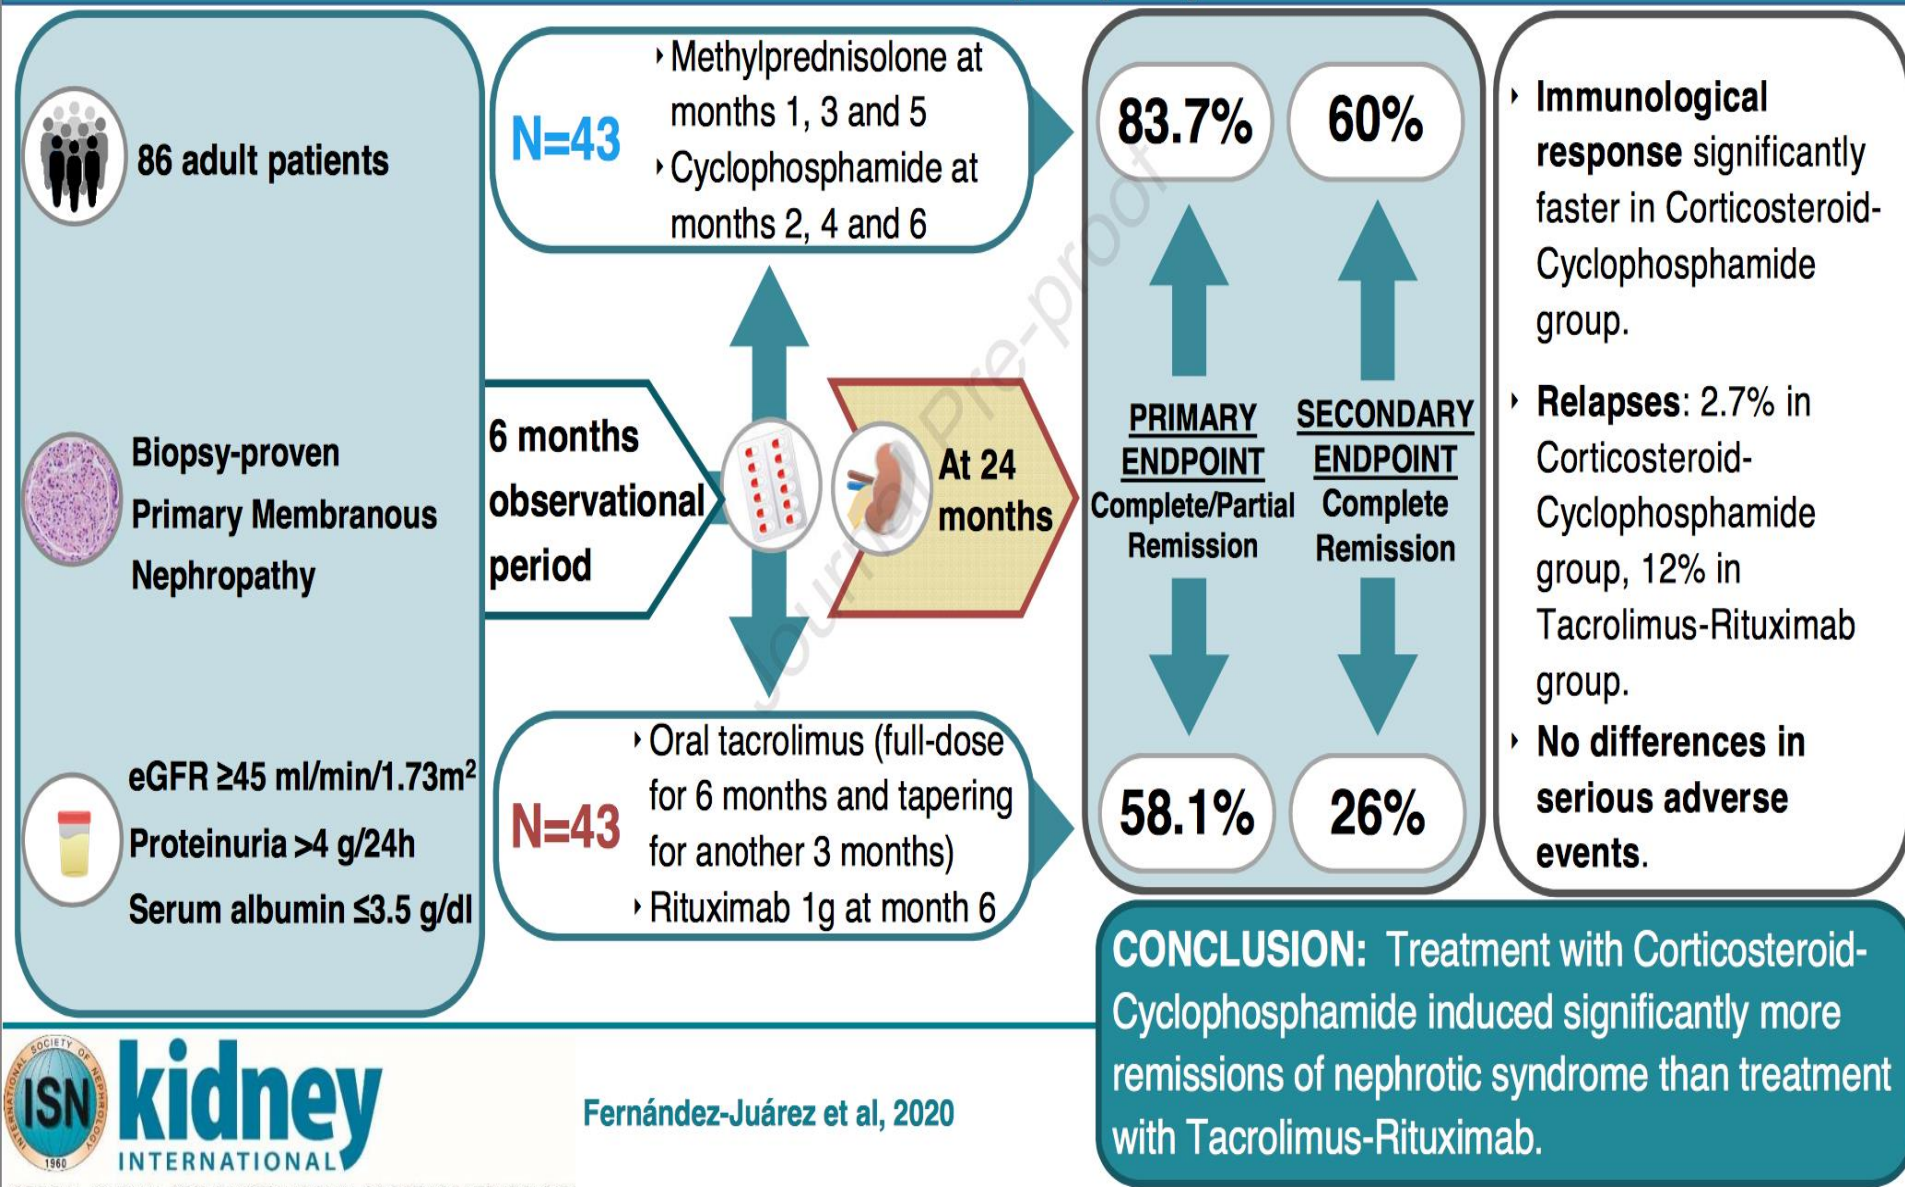 86 adult patients
Biopsy-proven
Primary Membranous
Nephropathy
eGFR ≥45 ml/min/1.73m²
Proteinuria >4 g/24h
Serum albumin ≤3.5 g/dl
6 months
observational
period
N=43
‣ Methylprednisolone at
months 1, 3 and 5
‣ Cyclophosphamide at
months 2, 4 and 6
N=43
‣ Oral tacrolimus (full-dose
for 6 months and tapering
for another 3 months)
‣ Rituximab 1g at month 6
At 24
months
83.7%
60%
PRIMARY
ENDPOINT
Complete/Partial
Remission
SECONDARY
ENDPOINT
Complete
Remission
58.1%
26%
‣ Immunological
response significantly
faster in Corticosteroid-
Cyclophosphamide
group.
‣ Relapses: 2.7% in
Corticosteroid-
Cyclophosphamide
group, 12% in
Tacrolimus-Rituximab
group.
‣ No differences in
serious adverse
events.
CONCLUSION: Treatment with Corticosteroid-
Cyclophosphamide induced significantly more
remissions of nephrotic syndrome than treatment
with Tacrolimus-Rituximab.
Journal Pre-proof
INTERNATIONAL SOCIETY OF NEPHROLOGY
ISN
1960
kidney
INTERNATIONAL
Fernández-Juárez et al, 2020